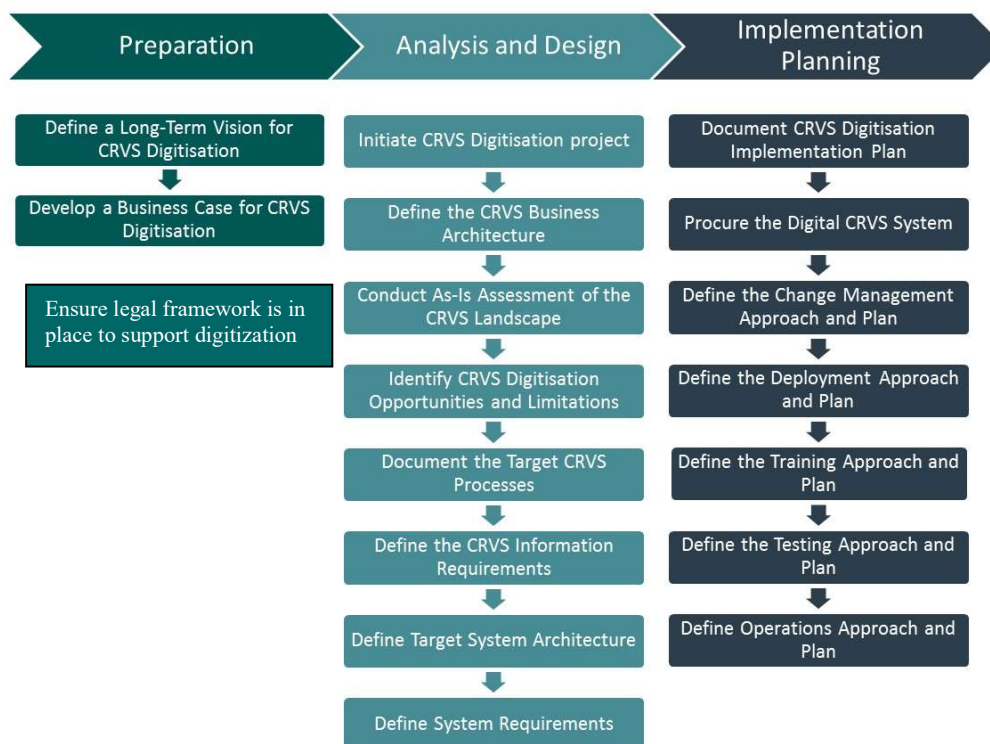 Preparation
Analysis and Design
Implementation
Planning
Define a Long-Term Vision for
CRVS Digitisation
Develop a Business Case for CRVS
Digitisation
Ensure legal framework is in
place to support digitization
Initiate CRVS Digitisation project
Define the CRVS Business
Architecture
Conduct As-Is Assessment of the
CRVS Landscape
Identify CRVS Digitisation
Opportunities and Limitations
Document the Target CRVS
Processes
Define the CRVS Information
Requirements
Define Target System Architecture
Define System Requirements
Document CRVS Digitisation
Implementation Plan
Procure the Digital CRVS System
Define the Change Management
Approach and Plan
Define the Deployment Approach
and Plan
Define the Training Approach and
Plan
Define the Testing Approach and
Plan
Define Operations Approach and
Plan